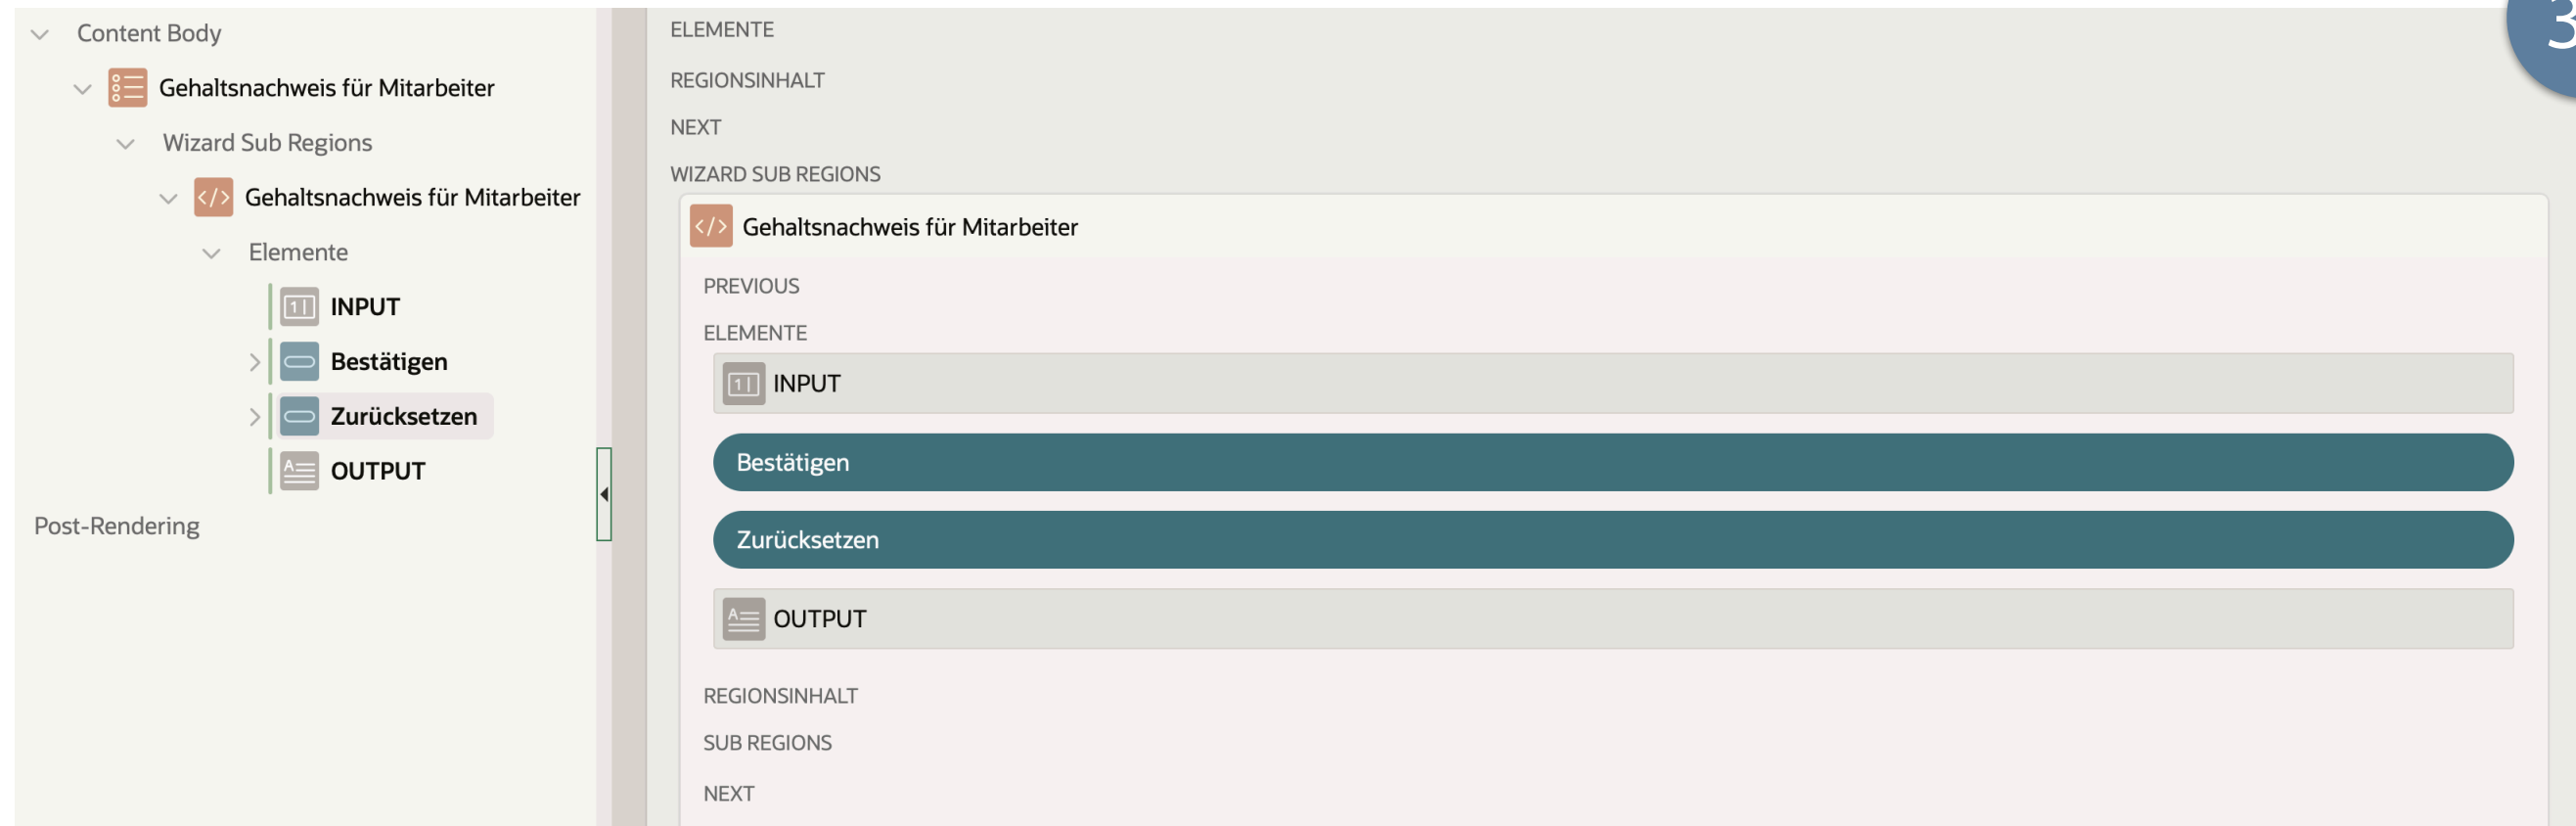 Content Body
Gehaltsnachweis für Mitarbeiter
Wizard Sub Regions
Gehaltsnachweis für Mitarbeiter
Elemente
INPUT
Bestätigen
Zurücksetzen
OUTPUT
Post-Rendering
ELEMENTE
REGIONSINHALT
NEXT
WIZARD SUB REGIONS
Gehaltsnachweis für Mitarbeiter
PREVIOUS
ELEMENTE
INPUT
Bestätigen
Zurücksetzen
OUTPUT
REGIONSINHALT
SUB REGIONS
NEXT
3